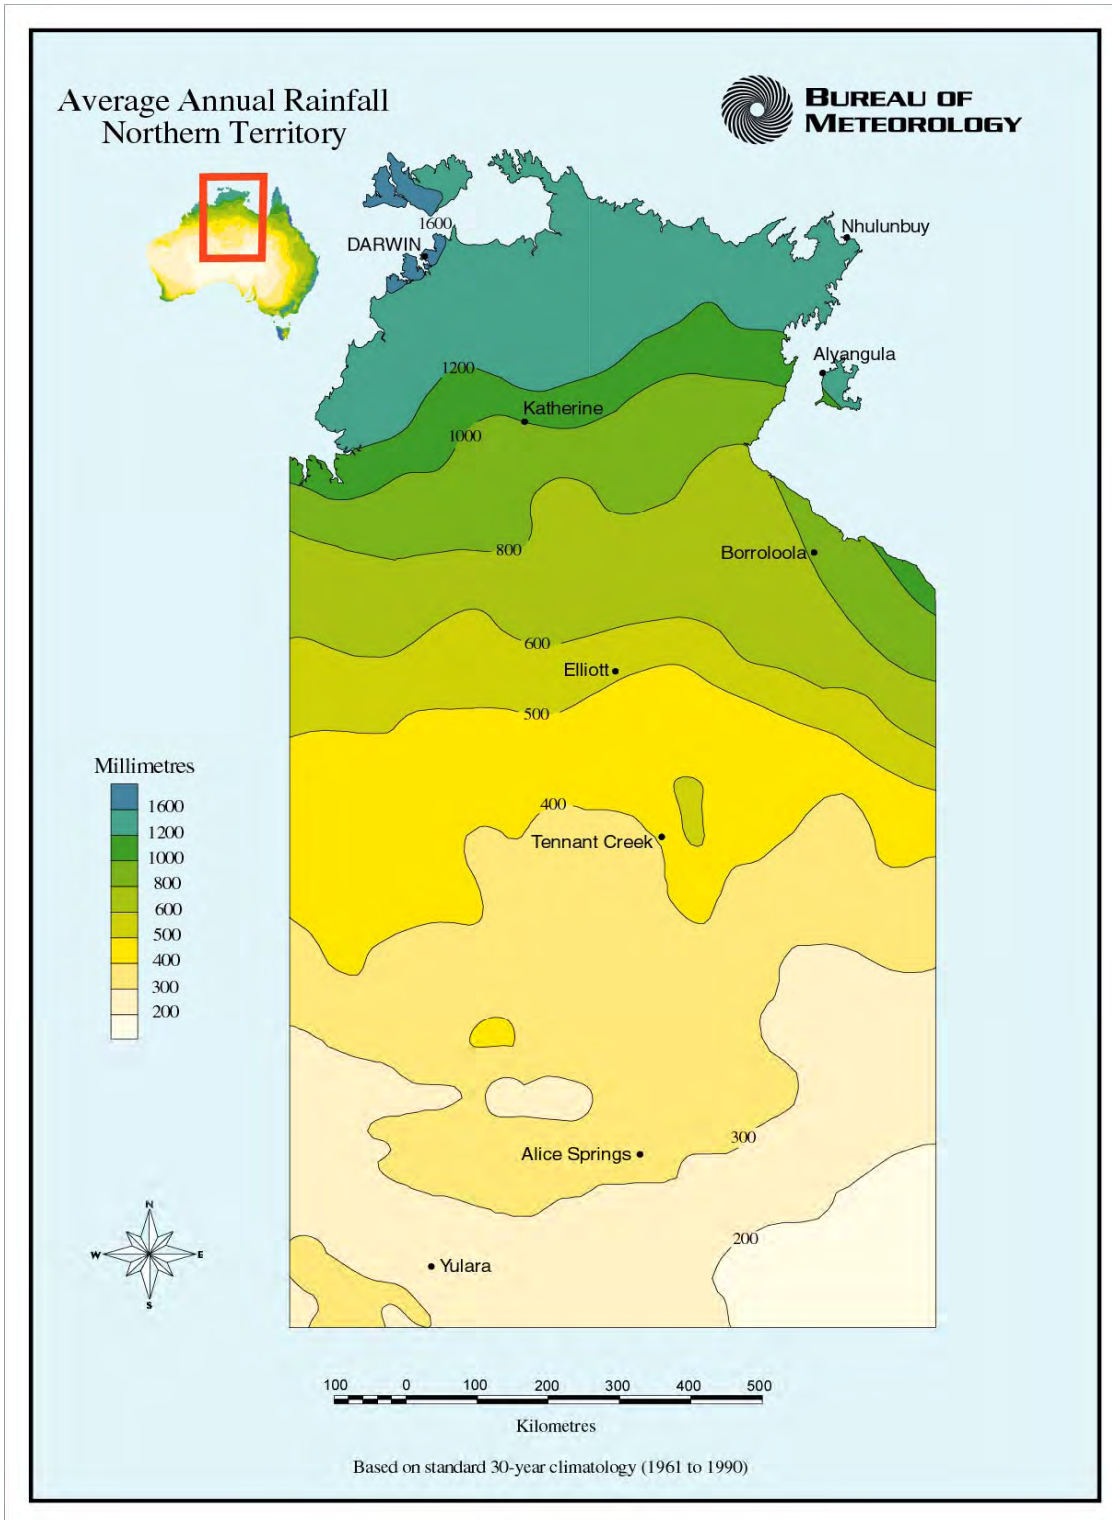 Average Annual Rainfall
Northern Territory
BUREAU OF
METEOROLOGY
1600
DARWIN
Nhulunbuy
Alyangula
1200
Katherine
1000
800
Borroloola
600
Elliott
500
400
Tennant Creek
Millimetres
1600
1200
1000
800
600
500
400
300
200
300
Alice Springs
200
Yulara
N
W E
S
100 0 100 200 300 400 500
Kilometres
Based on standard 30-year climatology (1961 to 1990)